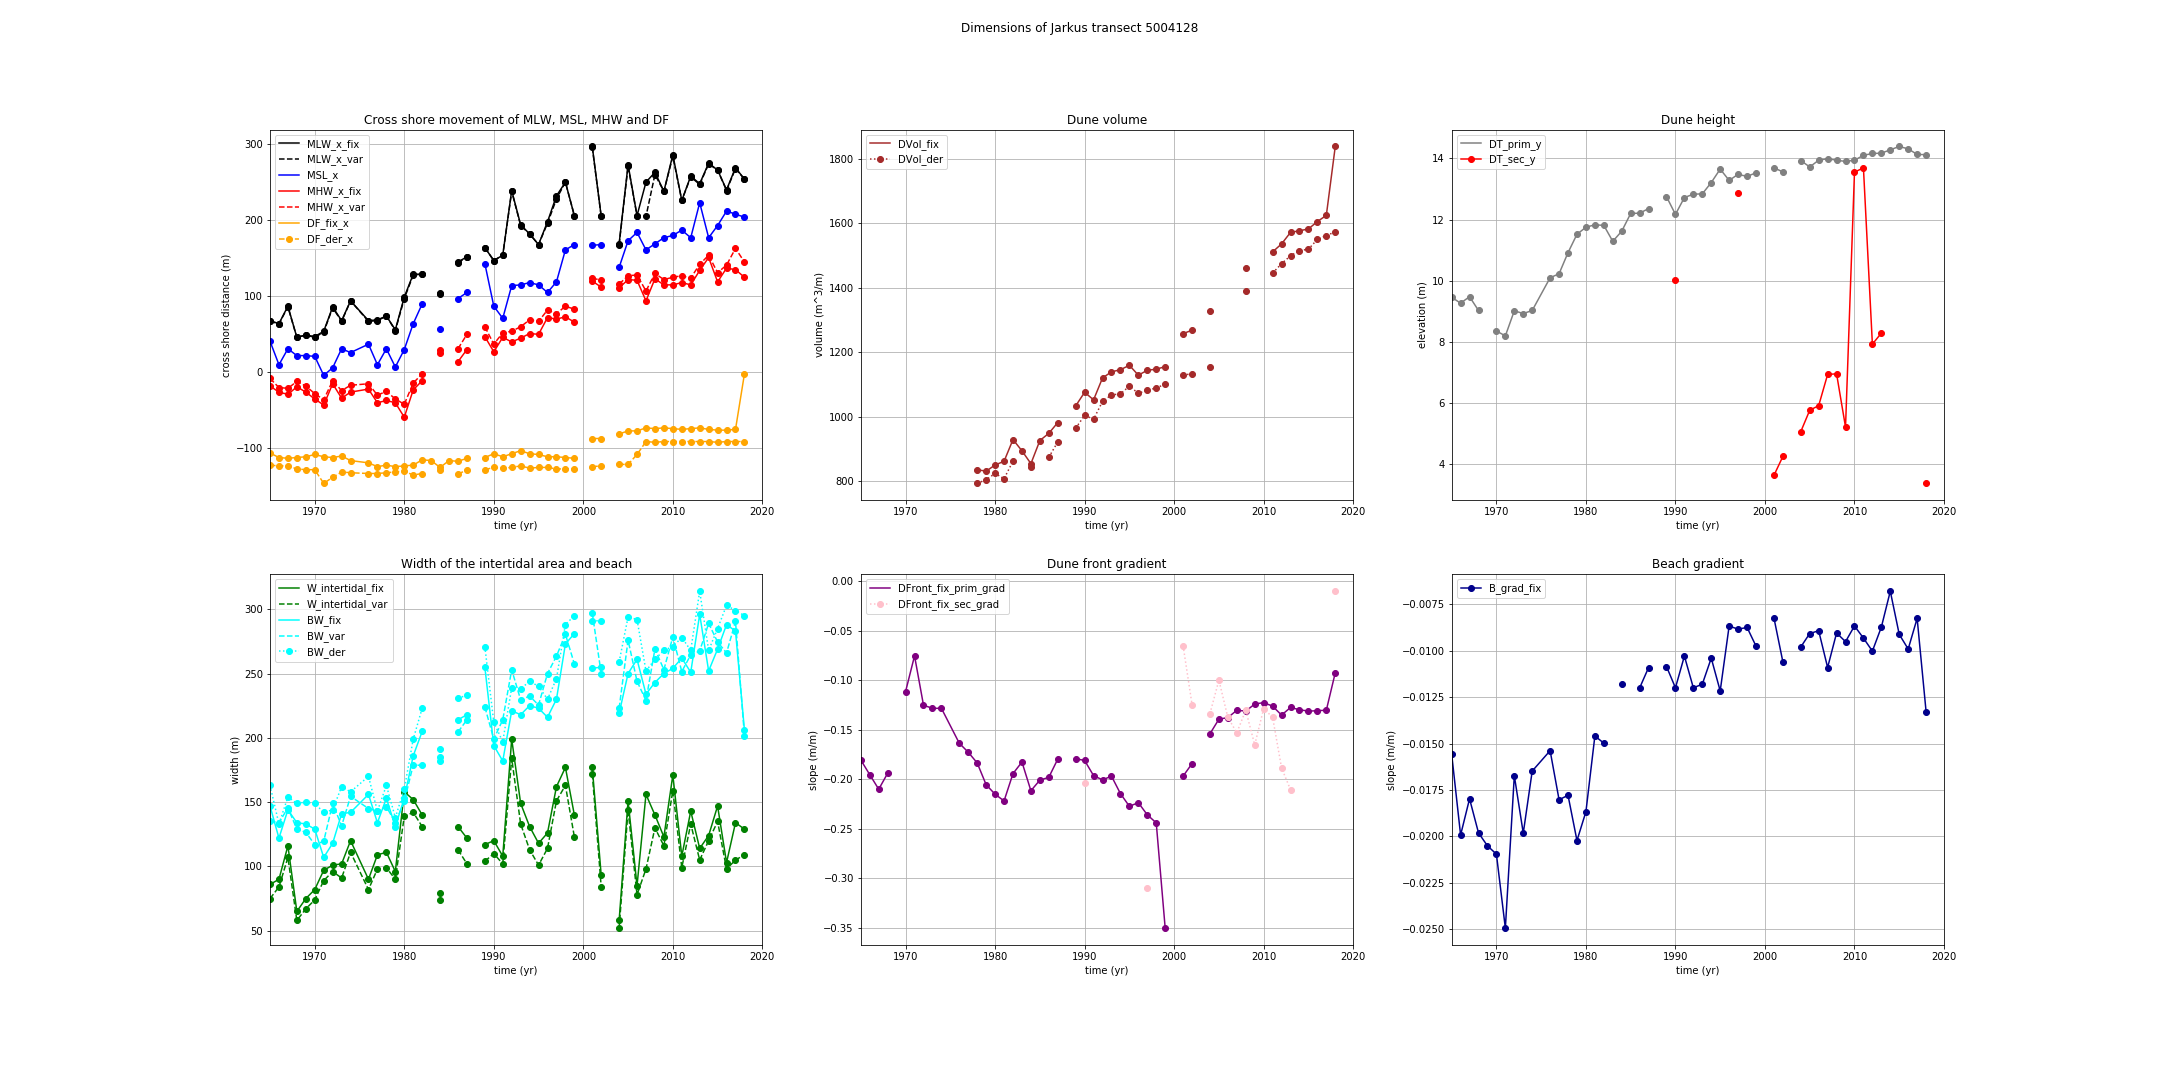 Dimensions of Jarkus transect 5004128
Cross shore movement of MLW, MSL, MHW and DF
MLW_x_fix
MLW_x_var
MSL_x
MHW_x_fix
MHW_x_var
DF_fix_x
DF_der_x
cross shore distance (m)
300
200
100
0
−100
1970 1980 1990 2000 2010 2020
time (yr)
Dune volume
DVol_fix
DVol_der
volume (m^3/m)
1800
1600
1400
1200
1000
800
1970 1980 1990 2000 2010 2020
time (yr)
Dune height
DT_prim_y
DT_sec_y
elevation (m)
14
12
10
8
6
4
1970 1980 1990 2000 2010 2020
time (yr)
Width of the intertidal area and beach
W_intertidal_fix
W_intertidal_var
BW_fix
BW_var
BW_der
width (m)
300
250
200
150
100
50
1970 1980 1990 2000 2010 2020
time (yr)
Dune front gradient
DFront_fix_prim_grad
DFront_fix_sec_grad
slope (m/m)
0.00
−0.05
−0.10
−0.15
−0.20
−0.25
−0.30
−0.35
1970 1980 1990 2000 2010 2020
time (yr)
Beach gradient
B_grad_fix
slope (m/m)
−0.0075
−0.0100
−0.0125
−0.0150
−0.0175
−0.0200
−0.0225
−0.0250
1970 1980 1990 2000 2010 2020
time (yr)